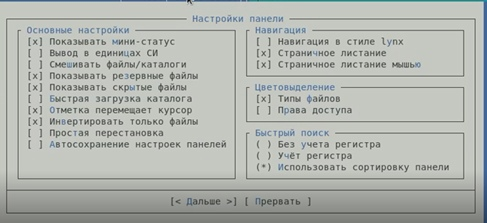 Настройки панели
Основные настройки
[x] Показывать мини-статус
[ ] Вывод в единицах СИ
[ ] Смешивать файлы/каталоги
[x] Показывать резервные файлы
[x] Показывать скрытые файлы
[ ] Быстрая загрузка каталога
[x] Отметка перемещает курсор
[x] Инвертировать только файлы
[ ] Простая перестановка
[ ] Автосохранение настроек панелей
Навигация
[ ] Навигация в стиле lynx
[x] Страничное листание
[x] Страничное листание мышью
Цветовыделение
[x] Типы файлов
[ ] Права доступа
Быстрый поиск
( ) Без учета регистра
( ) Учёт регистра
(*) Использовать сортировку панели
[< Дальше >] [ Прервать ]